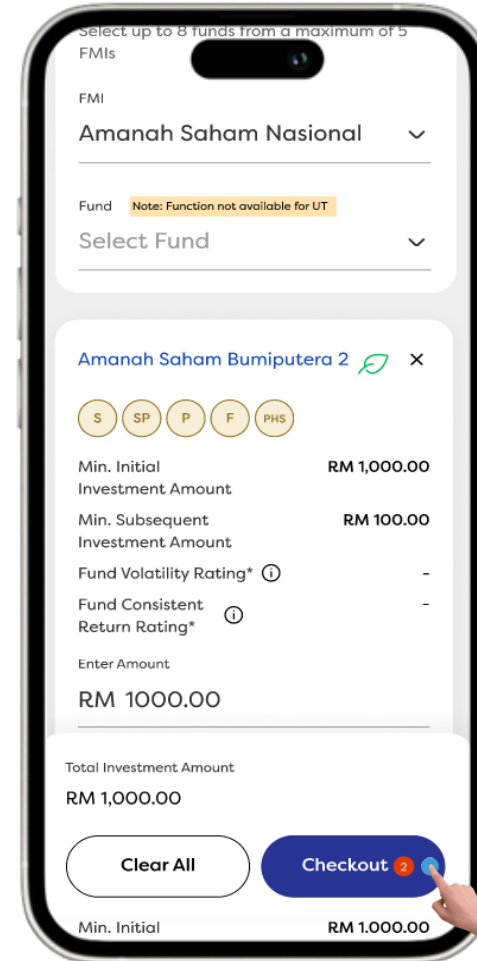 Select up to 8 funds from a maximum of 5
FMIs
FMI
Amanah Saham Nasional
Fund Note: Function not available for UT
Select Fund
Amanah Saham Bumiputera 2
S SP P F PHS
Min. Initial RM 1,000.00
Investment Amount
Min. Subsequent RM 100.00
Investment Amount
Fund Volatility Rating* -
Fund Consistent -
Return Rating*
Enter Amount
RM 1000.00
Total Investment Amount
RM 1,000.00
Clear All Checkout 2
Min. Initial RM 1.000.00